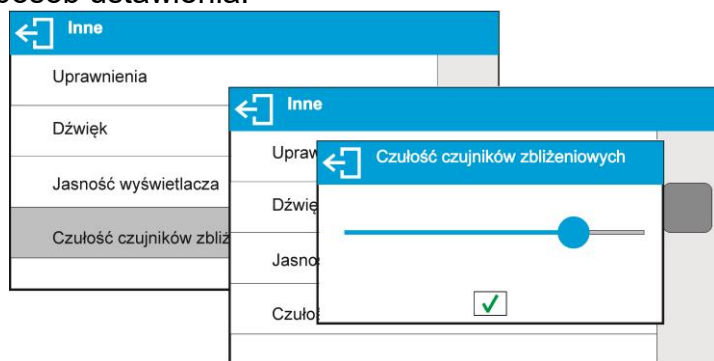 sposób ustawienia:
Inne
Uprawnienia
Dźwięk
Jasność wyświetlacza
Czułość czujników zbliż
Inne
Upraw
Dźwię
Jasno
Czułoś
Czułość czujników zbliżeniowych